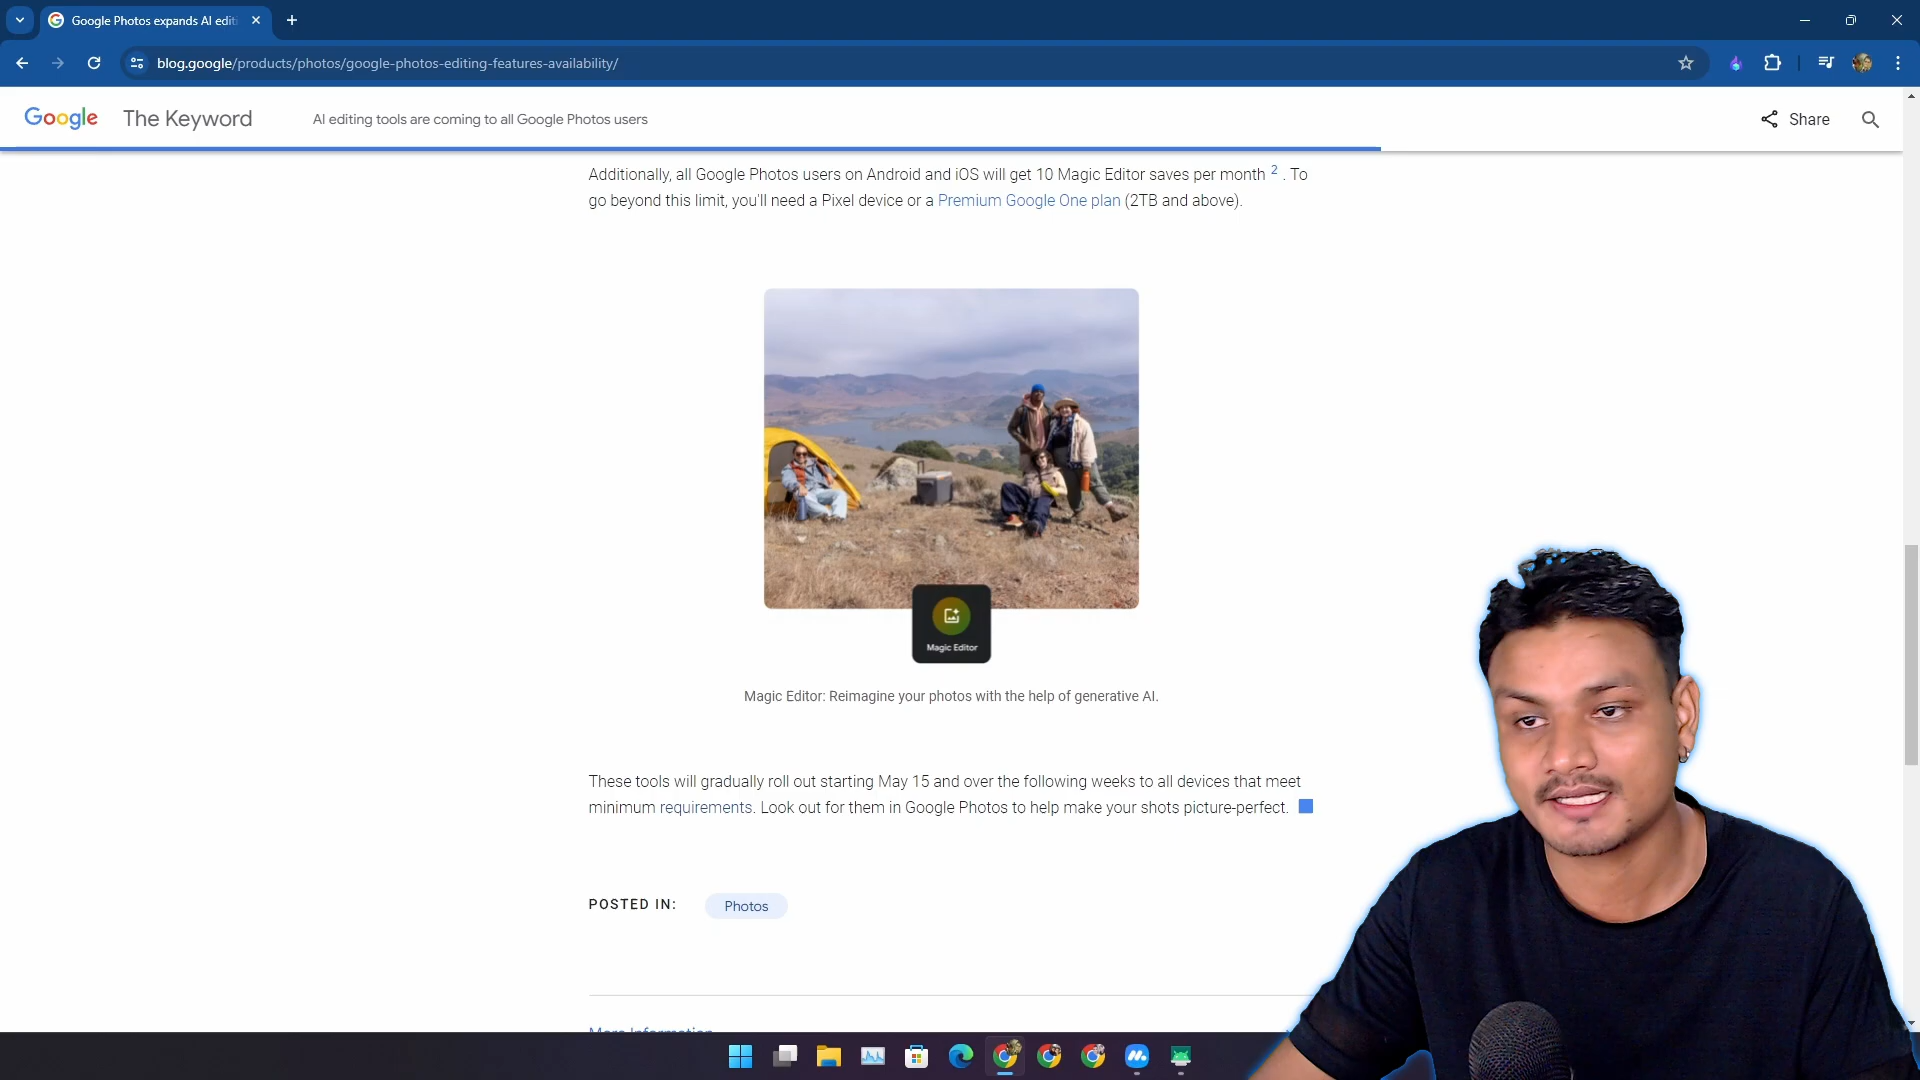 Google Photos expands AI edit
blog.google/products/photos/google-photos-editing-features-availability/
Google The Keyword AI editing tools are coming to all Google Photos users Share
Additionally, all Google Photos users on Android and iOS will get 10 Magic Editor saves per month 2 . To
go beyond this limit, you'll need a Pixel device or a Premium Google One plan (2TB and above).
Magic Editor
Magic Editor: Reimagine your photos with the help of generative AI.
These tools will gradually roll out starting May 15 and over the following weeks to all devices that meet
minimum requirements. Look out for them in Google Photos to help make your shots picture-perfect.
POSTED IN: Photos
More Information